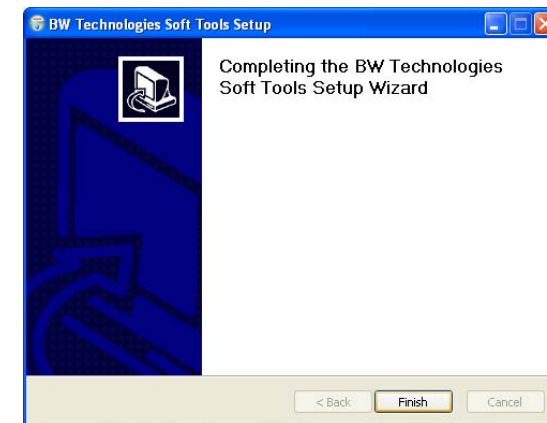 BW Technologies Soft Tools Setup
Completing the BW Technologies
Soft Tools Setup Wizard
< Back
Finish
Cancel